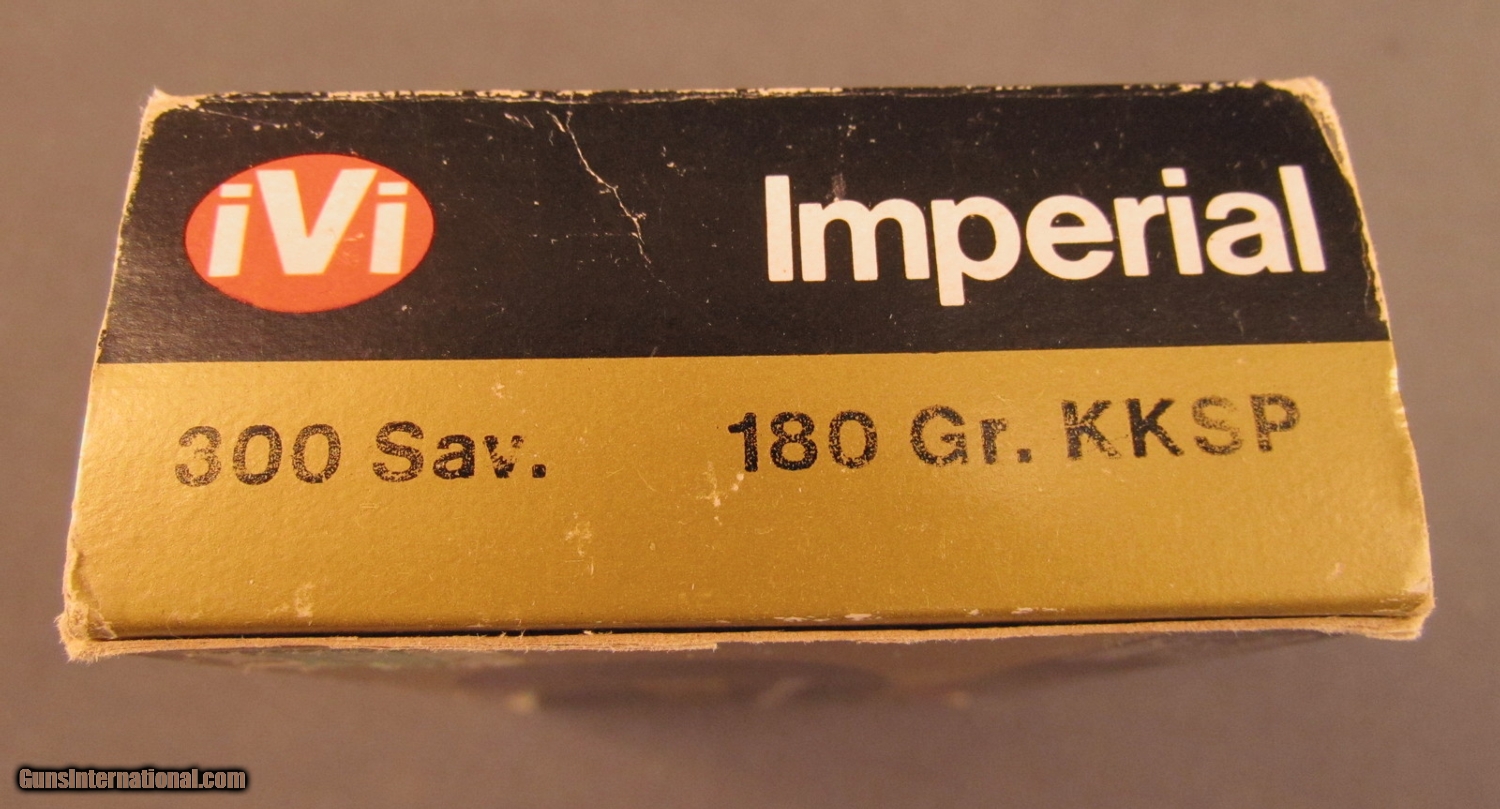 iVi Imperial
300 Sav. 180 Gr. KKSP
GunsInternational.com